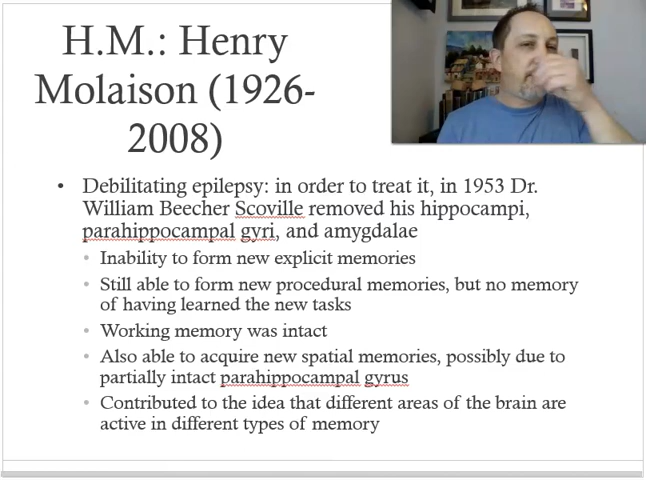 H.M.: Henry
Molaison (1926-
2008)
• Debilitating epilepsy: in order to treat it, in 1953 Dr.
William Beecher Scoville removed his hippocampi,
parahippocampal gyri, and amygdalae
• Inability to form new explicit memories
• Still able to form new procedural memories, but no memory
of having learned the new tasks
• Working memory was intact
• Also able to acquire new spatial memories, possibly due to
partially intact parahippocampal gyrus
• Contributed to the idea that different areas of the brain are
active in different types of memory